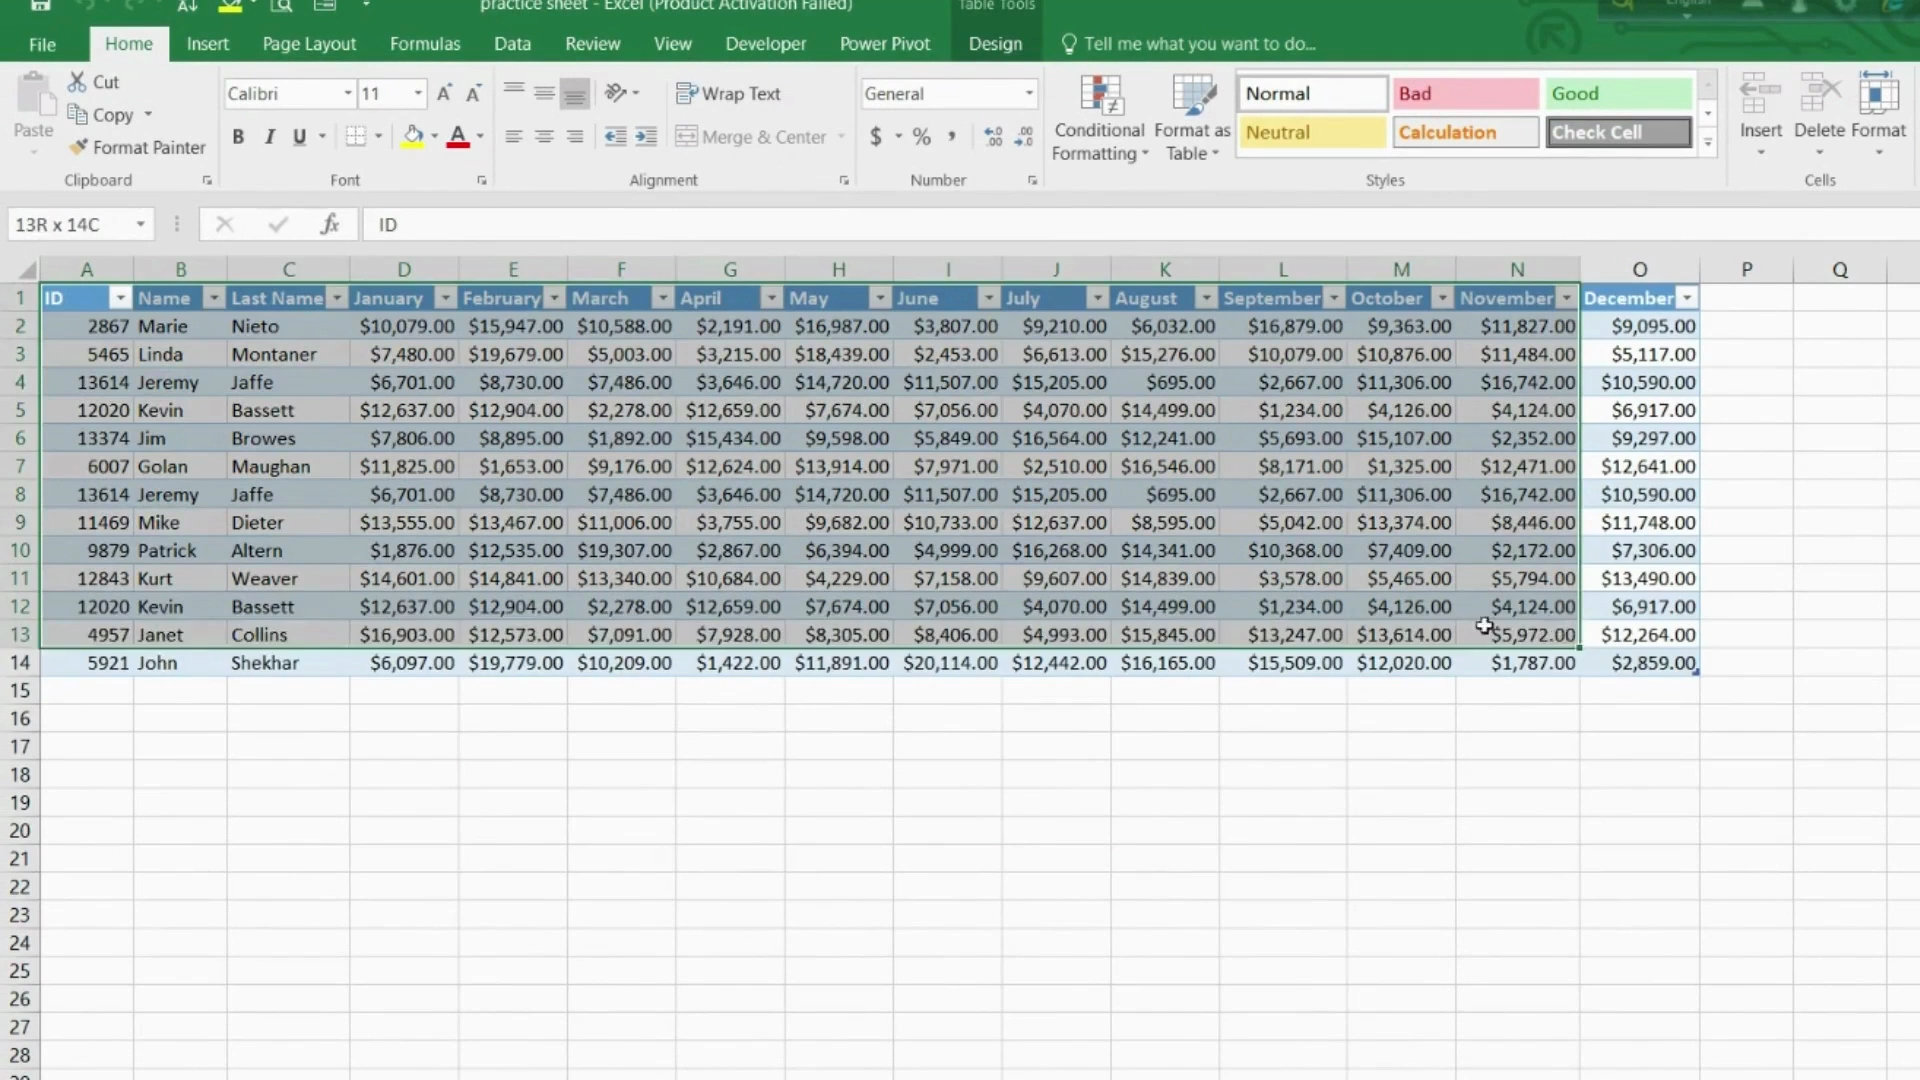 practice sheet - Excel (Product Activation Failed)
Table Tools
English
File Home Insert Page Layout Formulas Data Review View Developer Power Pivot Design Tell me what you want to do...
Paste
Cut
Copy
Format Painter
Clipboard
Calibri 11
B I U
Font
Wrap Text
Merge & Center
Alignment
General
$ % ,
Number
Conditional Formatting
Format as Table
Normal Bad Good
Neutral Calculation Check Cell
Styles
Insert Delete Format
Cells
13R x 14C fx ID
A B C D E F G H I J K L M N O P Q
1 ID Name Last Name January February March April May June July August September October November December
2 2867 Marie Nieto $10,079.00 $15,947.00 $10,588.00 $2,191.00 $16,987.00 $3,807.00 $9,210.00 $6,032.00 $16,879.00 $9,363.00 $11,827.00 $9,095.00
3 5465 Linda Montaner $7,480.00 $19,679.00 $5,003.00 $3,215.00 $18,439.00 $2,453.00 $6,613.00 $15,276.00 $10,079.00 $10,876.00 $11,484.00 $5,117.00
4 13614 Jeremy Jaffe $6,701.00 $8,730.00 $7,486.00 $3,646.00 $14,720.00 $11,507.00 $15,205.00 $695.00 $2,667.00 $11,306.00 $16,742.00 $10,590.00
5 12020 Kevin Bassett $12,637.00 $12,904.00 $2,278.00 $12,659.00 $7,674.00 $7,056.00 $4,070.00 $14,499.00 $1,234.00 $4,126.00 $4,124.00 $6,917.00
6 13374 Jim Browes $7,806.00 $8,895.00 $1,892.00 $15,434.00 $9,598.00 $5,849.00 $16,564.00 $12,241.00 $5,693.00 $15,107.00 $2,352.00 $9,297.00
7 6007 Golan Maughan $11,825.00 $1,653.00 $9,176.00 $12,624.00 $13,914.00 $7,971.00 $2,510.00 $16,546.00 $8,171.00 $1,325.00 $12,471.00 $12,641.00
8 13614 Jeremy Jaffe $6,701.00 $8,730.00 $7,486.00 $3,646.00 $14,720.00 $11,507.00 $15,205.00 $695.00 $2,667.00 $11,306.00 $16,742.00 $10,590.00
9 11469 Mike Dieter $13,555.00 $13,467.00 $11,006.00 $3,755.00 $9,682.00 $10,733.00 $12,637.00 $8,595.00 $5,042.00 $13,374.00 $8,446.00 $11,748.00
10 9879 Patrick Altern $1,876.00 $12,535.00 $19,307.00 $2,867.00 $6,394.00 $4,999.00 $16,268.00 $14,341.00 $10,368.00 $7,409.00 $2,172.00 $7,306.00
11 12843 Kurt Weaver $14,601.00 $14,841.00 $13,340.00 $10,684.00 $4,229.00 $7,158.00 $9,607.00 $14,839.00 $3,578.00 $5,465.00 $5,794.00 $13,490.00
12 12020 Kevin Bassett $12,637.00 $12,904.00 $2,278.00 $12,659.00 $7,674.00 $7,056.00 $4,070.00 $14,499.00 $1,234.00 $4,126.00 $4,124.00 $6,917.00
13 4957 Janet Collins $16,903.00 $12,573.00 $7,091.00 $7,928.00 $8,305.00 $8,406.00 $4,993.00 $15,845.00 $13,247.00 $13,614.00 $5,972.00 $12,264.00
14 5921 John Shekhar $6,097.00 $19,779.00 $10,209.00 $1,422.00 $11,891.00 $20,114.00 $12,442.00 $16,165.00 $15,509.00 $12,020.00 $1,787.00 $2,859.00
15
16
17
18
19
20
21
22
23
24
25
26
27
28